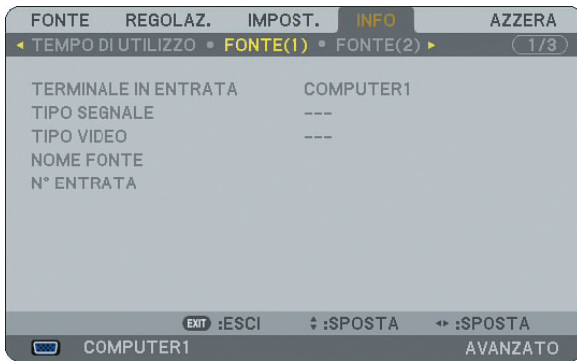 FONTE REGOLAZ. IMPOST. INFO AZZERA
TEMPO DI UTILIZZO • FONTE(1) • FONTE(2) 1/3
TERMINALE IN ENTRATA COMPUTER1
TIPO SEGNALE ---
TIPO VIDEO ---
NOME FONTE
N° ENTRATA
EXIT :ESCI :SPOSTA :SPOSTA
COMPUTER1 AVANZATO